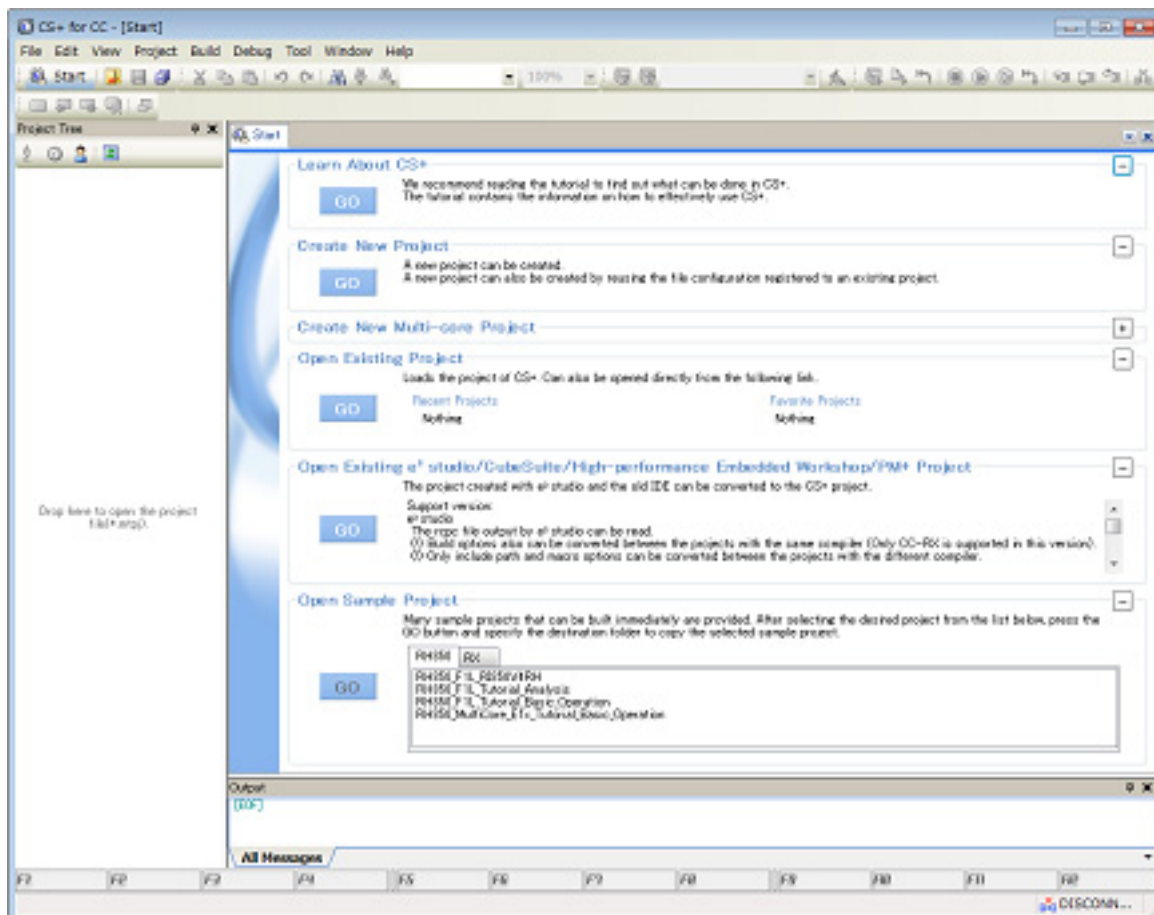 CS+ for CC - [Start]
File Edit View Project Build Debug Tool Window Help
Start 100%
Project Tree
Start
Learn About CS+
GO
We recommend reading the tutorial to find out what can be done in CS+.
The tutorial contains the information on how to effectively use CS+.
Create New Project
GO
A new project can be created.
A new project can also be created by reusing the file configuration registered to an existing project.
Create New Multi-core Project
Open Existing Project
Loads the project of CS+. Can also be opened directly from the following link.
GO
Recent Projects Favorite Projects
Nothing Nothing
Open Existing e² studio/CubeSuite/High-performance Embedded Workshop/PM+ Project
The project created with e² studio and the old IDE can be converted to the CS+ project.
GO
Support version:
e² studio
The rcpc file output by e² studio can be read.
Build options also can be converted between the projects with the same compiler (Only CC-RX is supported in this version).
Only include path and macro options can be converted between the projects with the different compiler.
Drop here to open the project
Open Sample Project
Many sample projects that can be built immediately are provided. After selecting the desired project from the list below, press the
GO button and specify the destination folder to copy the selected sample project.
RH850 RX
GO
RH850_F1L_Tutorial_Analysis
RH850_F1L_Tutorial_Basic_Operation
RH850_MultiCore_E1x_Tutorial_Basic_Operation
Output
[EOF]
All Messages
F2 F3 F4 F5 F6 F7 F8 F9 F10 F11
DISCONN...